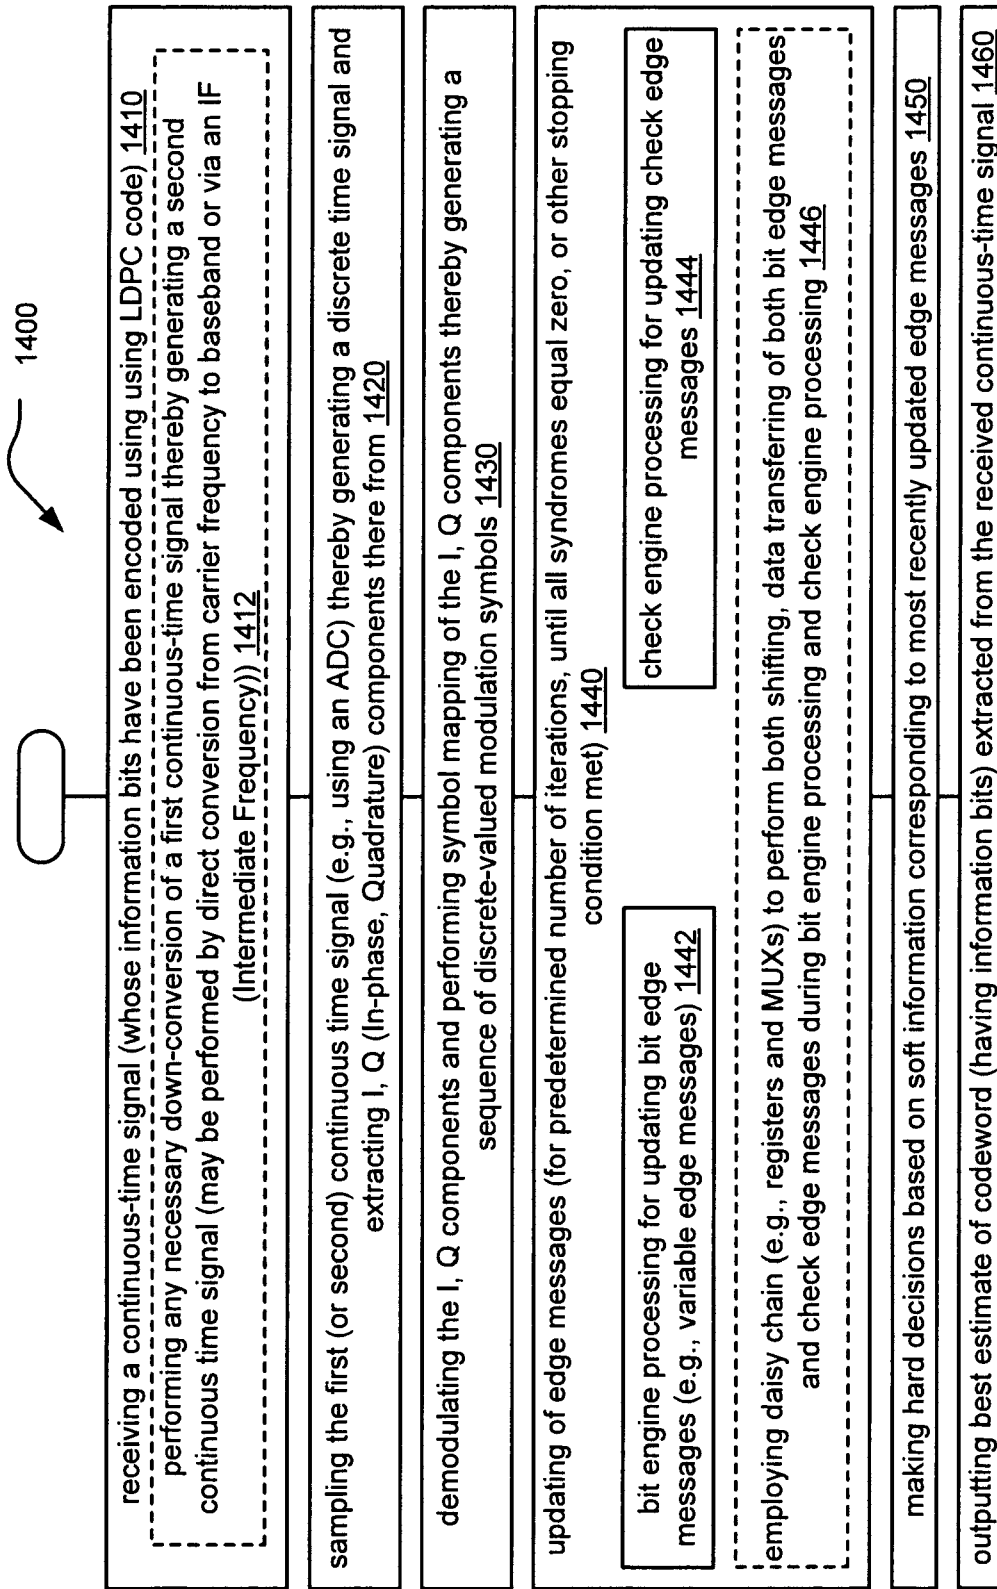 1400
receiving a continuous-time signal (whose information bits have been encoded using using LDPC code) 1410
performing any necessary down-conversion of a first continuous-time signal thereby generating a second
continuous time signal (may be performed by direct conversion from carrier frequency to baseband or via an IF
(Intermediate Frequency)) 1412
sampling the first (or second) continuous time signal (e.g., using an ADC) thereby generating a discrete time signal and
extracting I, Q (In-phase, Quadrature) components there from 1420
demodulating the I, Q components and performing symbol mapping of the I, Q components thereby generating a
sequence of discrete-valued modulation symbols 1430
updating of edge messages (for predetermined number of iterations, until all syndromes equal zero, or other stopping
condition met) 1440
bit engine processing for updating bit edge
messages (e.g., variable edge messages) 1442
check engine processing for updating check edge
messages 1444
employing daisy chain (e.g., registers and MUXs) to perform both shifting, data transferring of both bit edge messages
and check edge messages during bit engine processing and check engine processing 1446
making hard decisions based on soft information corresponding to most recently updated edge messages 1450
outputting best estimate of codeword (having information bits) extracted from the received continuous-time signal 1460